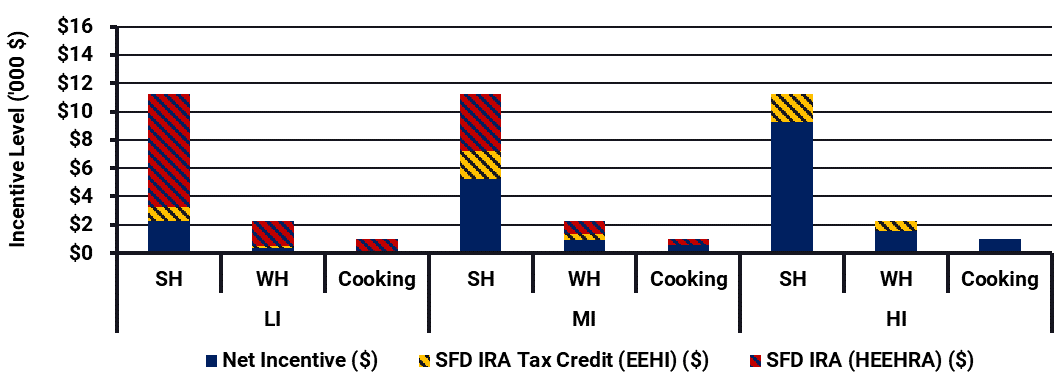 Incentive Level ('000 $)
$16
$14
$12
$10
$8
$6
$4
$2
$0
SH WH Cooking SH WH Cooking SH WH Cooking
LI MI HI
Net Incentive ($) SFD IRA Tax Credit (EEHI) ($) SFD IRA (HEEHRA) ($)